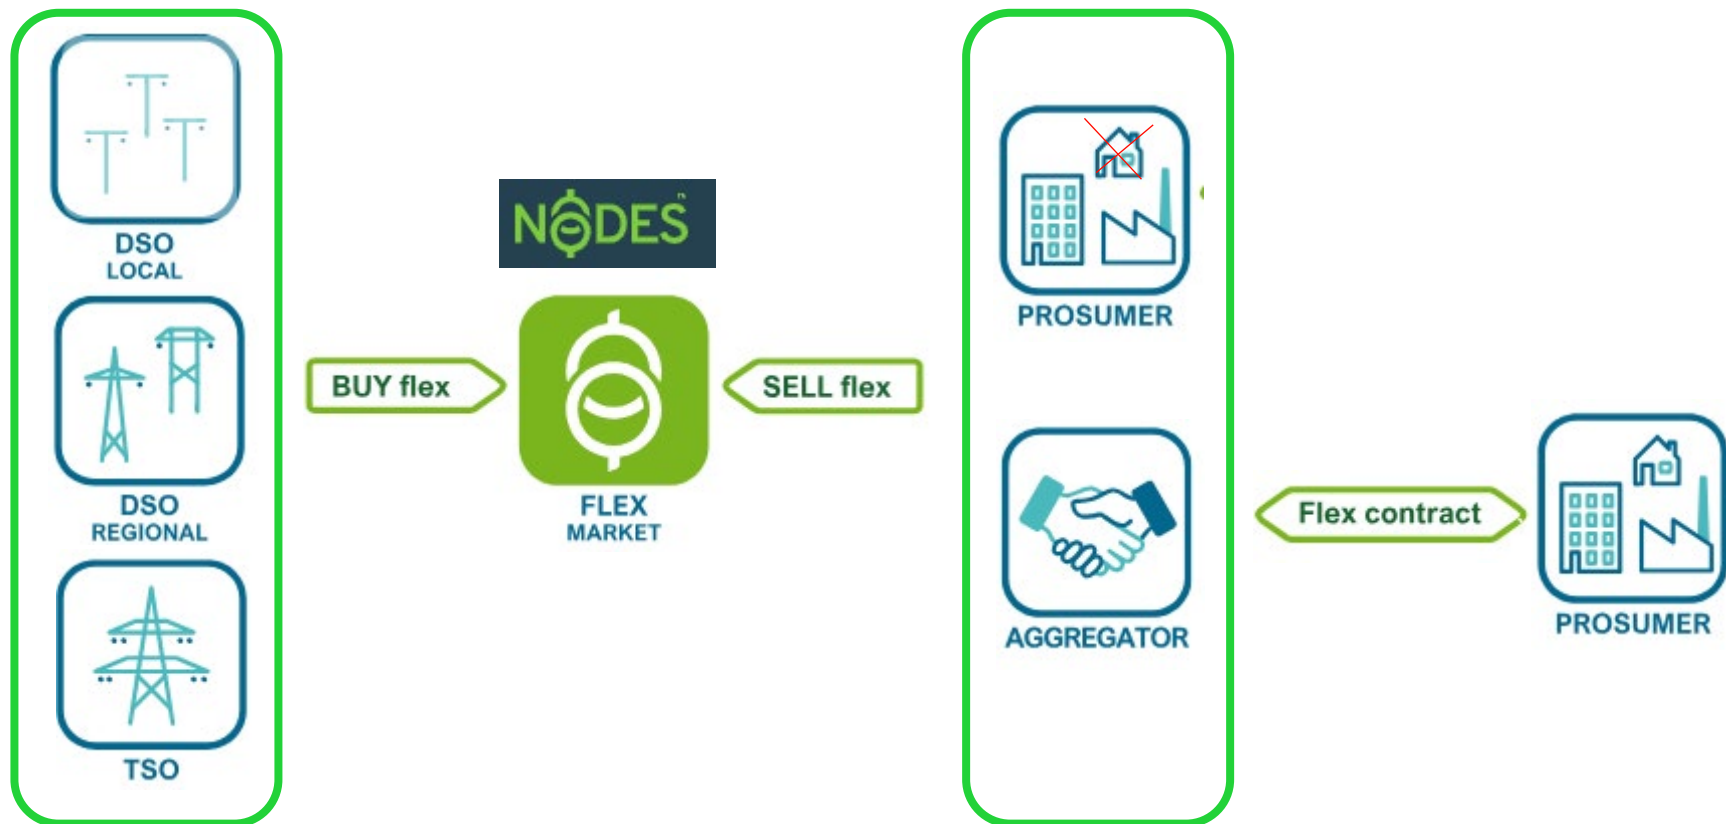 DSO
LOCAL
DSO
REGIONAL
TSO
BUY flex
NODES
FLEX
MARKET
SELL flex
PROSUMER
AGGREGATOR
Flex contract
PROSUMER